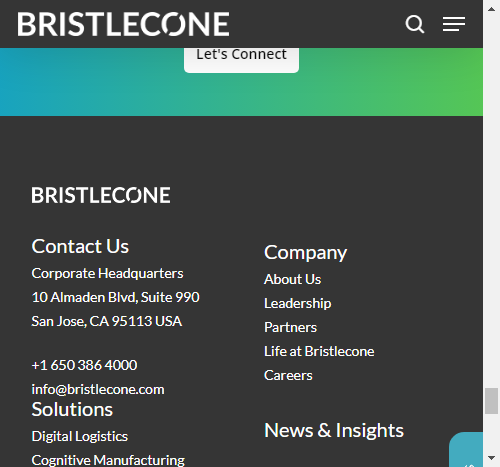 BRISTLECONE
Let's Connect
BRISTLECONE
Contact Us
Corporate Headquarters
10 Almaden Blvd, Suite 990
San Jose, CA 95113 USA
+1 650 386 4000
info@bristlecone.com
Solutions
Digital Logistics
Cognitive Manufacturing
Company
About Us
Leadership
Partners
Life at Bristlecone
Careers
News & Insights